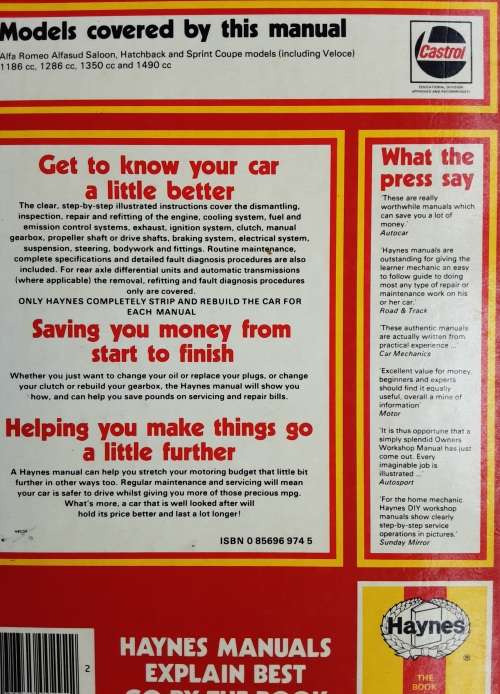 Models covered by this manual
Alfa Romeo Alfasud Saloon, Hatchback and Sprint Coupe models (including Veloce)
1186 cc, 1286 cc, 1350 cc and 1490 cc
Castrol
EDUCATIONAL DIVISION
APPROVED AND RECOMMENDED
Get to know your car
a little better
The clear, step-by-step illustrated instructions cover the dismantling,
inspection, repair and refitting of the engine, cooling system, fuel and
emission control systems, exhaust, ignition system, clutch, manual
gearbox, propeller shaft or drive shafts, braking system, electrical system,
suspension, steering, bodywork and fittings. Routine maintenance,
complete specifications and detailed fault diagnosis procedures are also
included. For rear axle differential units and automatic transmissions
(where applicable) the removal, refitting and fault diagnosis procedures
only are covered.
ONLY HAYNES COMPLETELY STRIP AND REBUILD THE CAR FOR
EACH MANUAL
Saving you money from
start to finish
Whether you just want to change your oil or replace your plugs, or change
your clutch or rebuild your gearbox, the Haynes manual will show you
how, and can help you save pounds on servicing and repair bills.
Helping you make things go
a little further
A Haynes manual can help you stretch your motoring budget that little bit
further in other ways too. Regular maintenance and servicing will mean
your car is safer to drive whilst giving you more of those precious mpg.
What's more, a car that is well looked after will
hold its price better and last a lot longer!
ISBN 0 85696 974 5
What the
press say
'These are really
worthwhile manuals which
can save you a lot of
money.'
Autocar
'Haynes manuals are
outstanding for giving the
learner mechanic an easy
to follow guide to doing
most any type of repair or
maintenance work on his
or her car.'
Road & Track
'These authentic manuals
are actually written from
practical experience ...'
Car Mechanics
'Excellent value for money,
beginners and experts
should find it equally
useful, overall a mine of
information'
Motor
'It is thus opportune that a
simply splendid Owners
Workshop Manual has just
come out. Every
imaginable job is
illustrated ...'
Autosport
'For the home mechanic
Haynes DIY workshop
manuals show clearly
step-by-step service
operations in pictures.'
Sunday Mirror
2
HAYNES MANUALS
EXPLAIN BEST
GO BY THE BOOK
Haynes
®
THE
BOOK